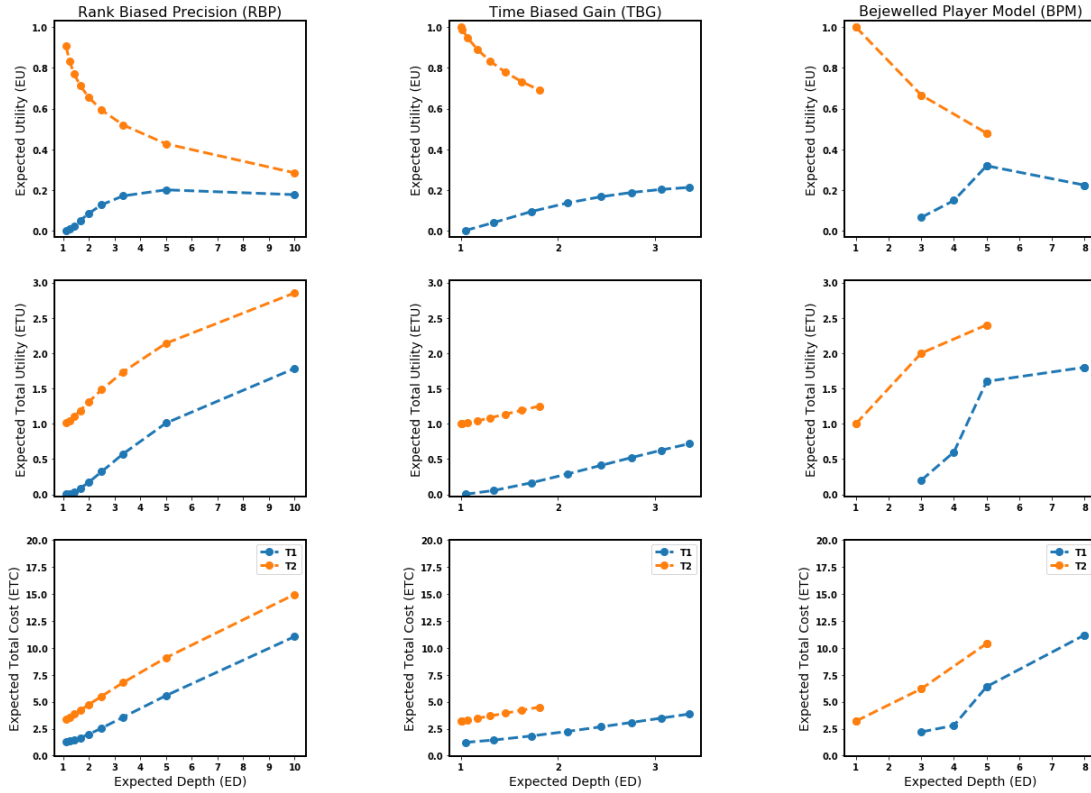 Rank Biased Precision (RBP)
Expected Utility (EU)
1.0
0.8
0.6
0.4
0.2
0.0
1 2 3 4 5 6 7 8 9 10
Time Biased Gain (TBG)
Expected Utility (EU)
1.0
0.8
0.6
0.4
0.2
0.0
1 2 3
Bejewelled Player Model (BPM)
Expected Utility (EU)
1.0
0.8
0.6
0.4
0.2
0.0
1 2 3 4 5 6 7 8
Expected Total Utility (ETU)
3.0
2.5
2.0
1.5
1.0
0.5
0.0
1 2 3 4 5 6 7 8 9 10
Expected Total Utility (ETU)
3.0
2.5
2.0
1.5
1.0
0.5
0.0
1 2 3
Expected Total Utility (ETU)
3.0
2.5
2.0
1.5
1.0
0.5
0.0
1 2 3 4 5 6 7 8
Expected Total Cost (ETC)
20.0
17.5
15.0
12.5
10.0
7.5
5.0
2.5
0.0
T1
T2
1 2 3 4 5 6 7 8 9 10
Expected Depth (ED)
Expected Total Cost (ETC)
20.0
17.5
15.0
12.5
10.0
7.5
5.0
2.5
0.0
T1
T2
1 2 3
Expected Depth (ED)
Expected Total Cost (ETC)
20.0
17.5
15.0
12.5
10.0
7.5
5.0
2.5
0.0
T1
T2
1 2 3 4 5 6 7 8
Expected Depth (ED)